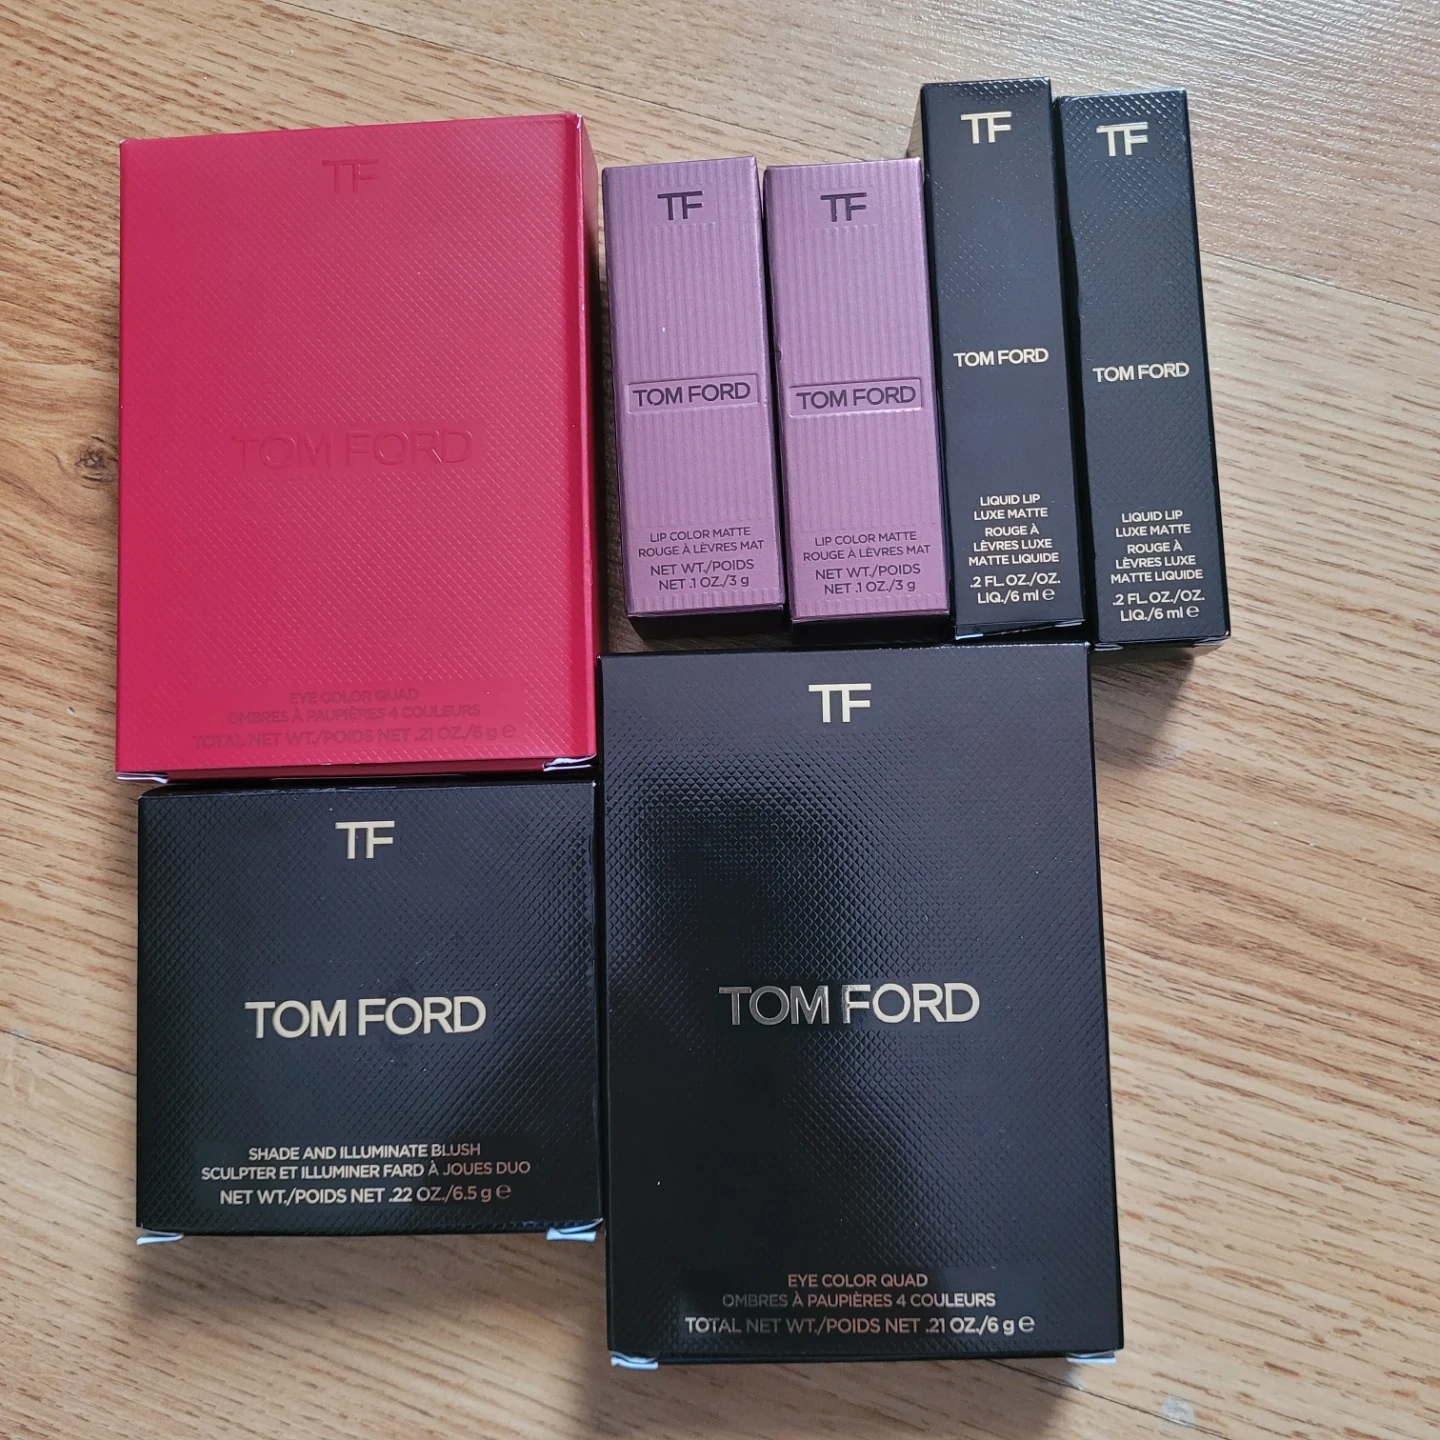 TF
TOM FORD
EYE COLOR QUAD
OMBRES À PAUPIÈRES 4 COULEURS
TOTAL NET WT./POIDS NET .21 OZ./6 g ℮
TF
TOM FORD
LIP COLOR MATTE
ROUGE À LÈVRES MAT
NET WT./POIDS
NET .1 OZ./3 g
TF
TOM FORD
LIP COLOR MATTE
ROUGE À LÈVRES MAT
NET WT./POIDS
NET .1 OZ./3 g
TF
TOM FORD
LIQUID LIP
LUXE MATTE
ROUGE À
LÈVRES LUXE
MATTE LIQUIDE
.2 FL. OZ./OZ.
LIQ./6 ml ℮
TF
TOM FORD
LIQUID LIP
LUXE MATTE
ROUGE À
LÈVRES LUXE
MATTE LIQUIDE
.2 FL. OZ./OZ.
LIQ./6 ml ℮
TF
TOM FORD
SHADE AND ILLUMINATE BLUSH
SCULPTER ET ILLUMINER FARD À JOUES DUO
NET WT./POIDS NET .22 OZ./6.5 g ℮
TF
TOM FORD
EYE COLOR QUAD
OMBRES À PAUPIÈRES 4 COULEURS
TOTAL NET WT./POIDS NET .21 OZ./6 g ℮